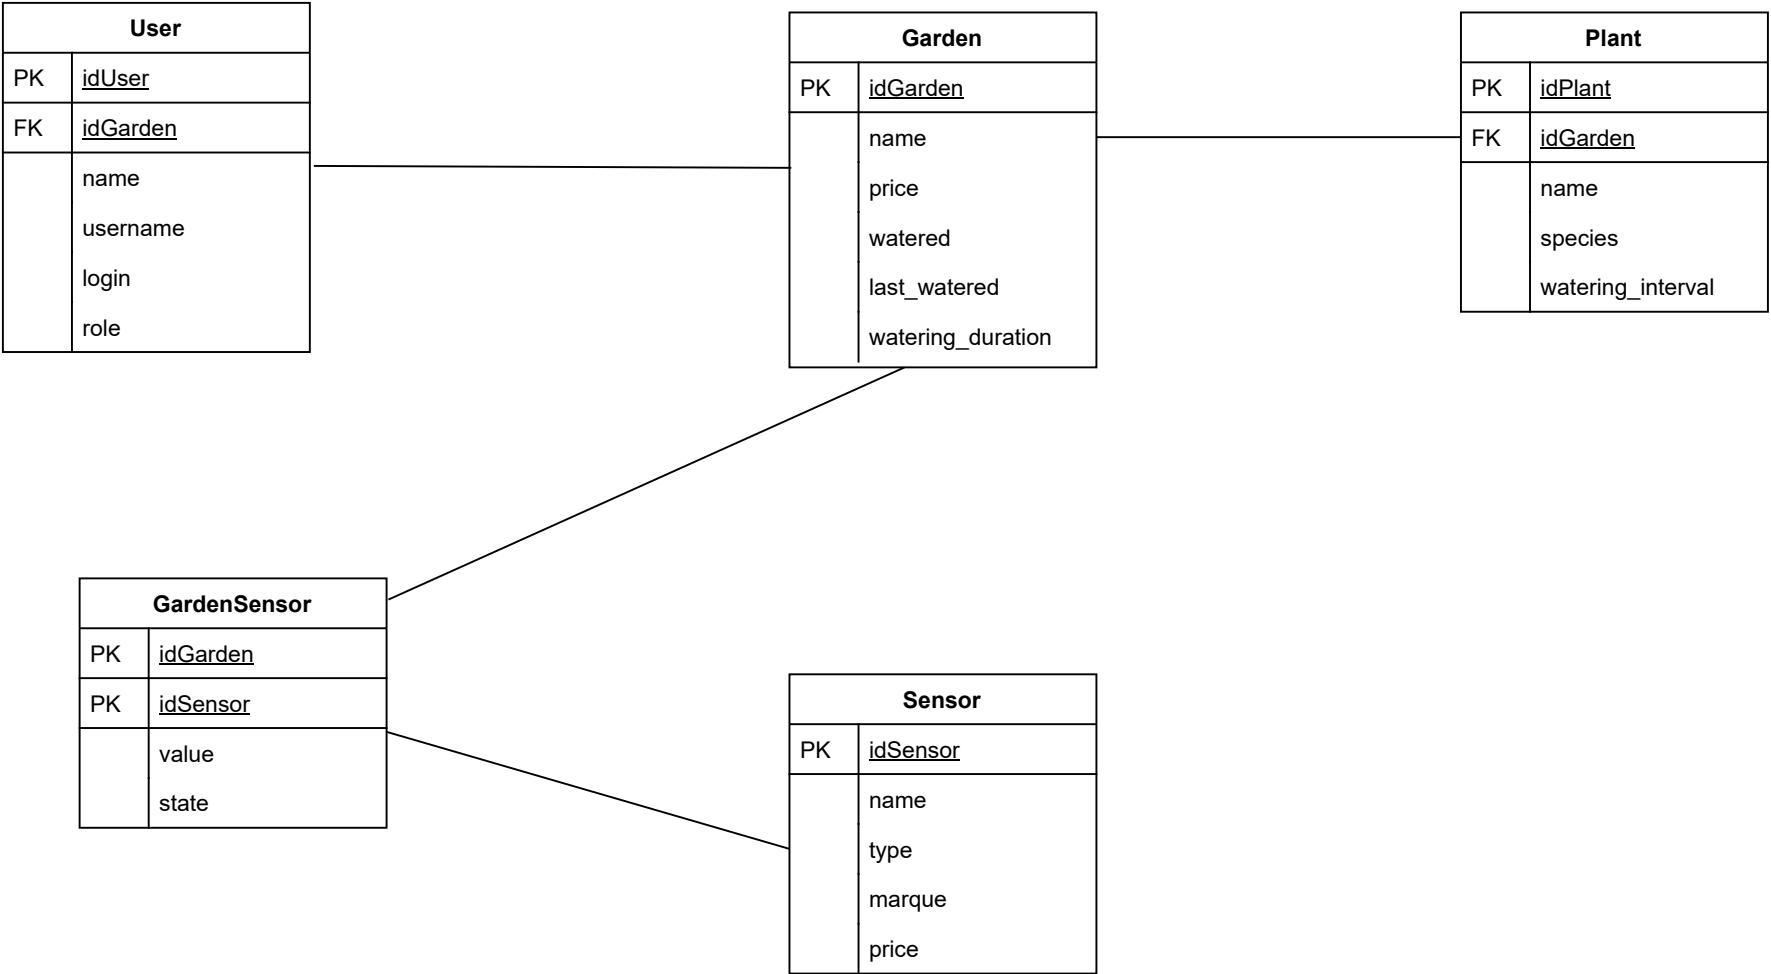 User
PK idUser
FK idGarden
name
username
login
role
Garden
PK idGarden
name
price
watered
last_watered
watering_duration
Plant
PK idPlant
FK idGarden
name
species
watering_interval
GardenSensor
PK idGarden
PK idSensor
value
state
Sensor
PK idSensor
name
type
marque
price